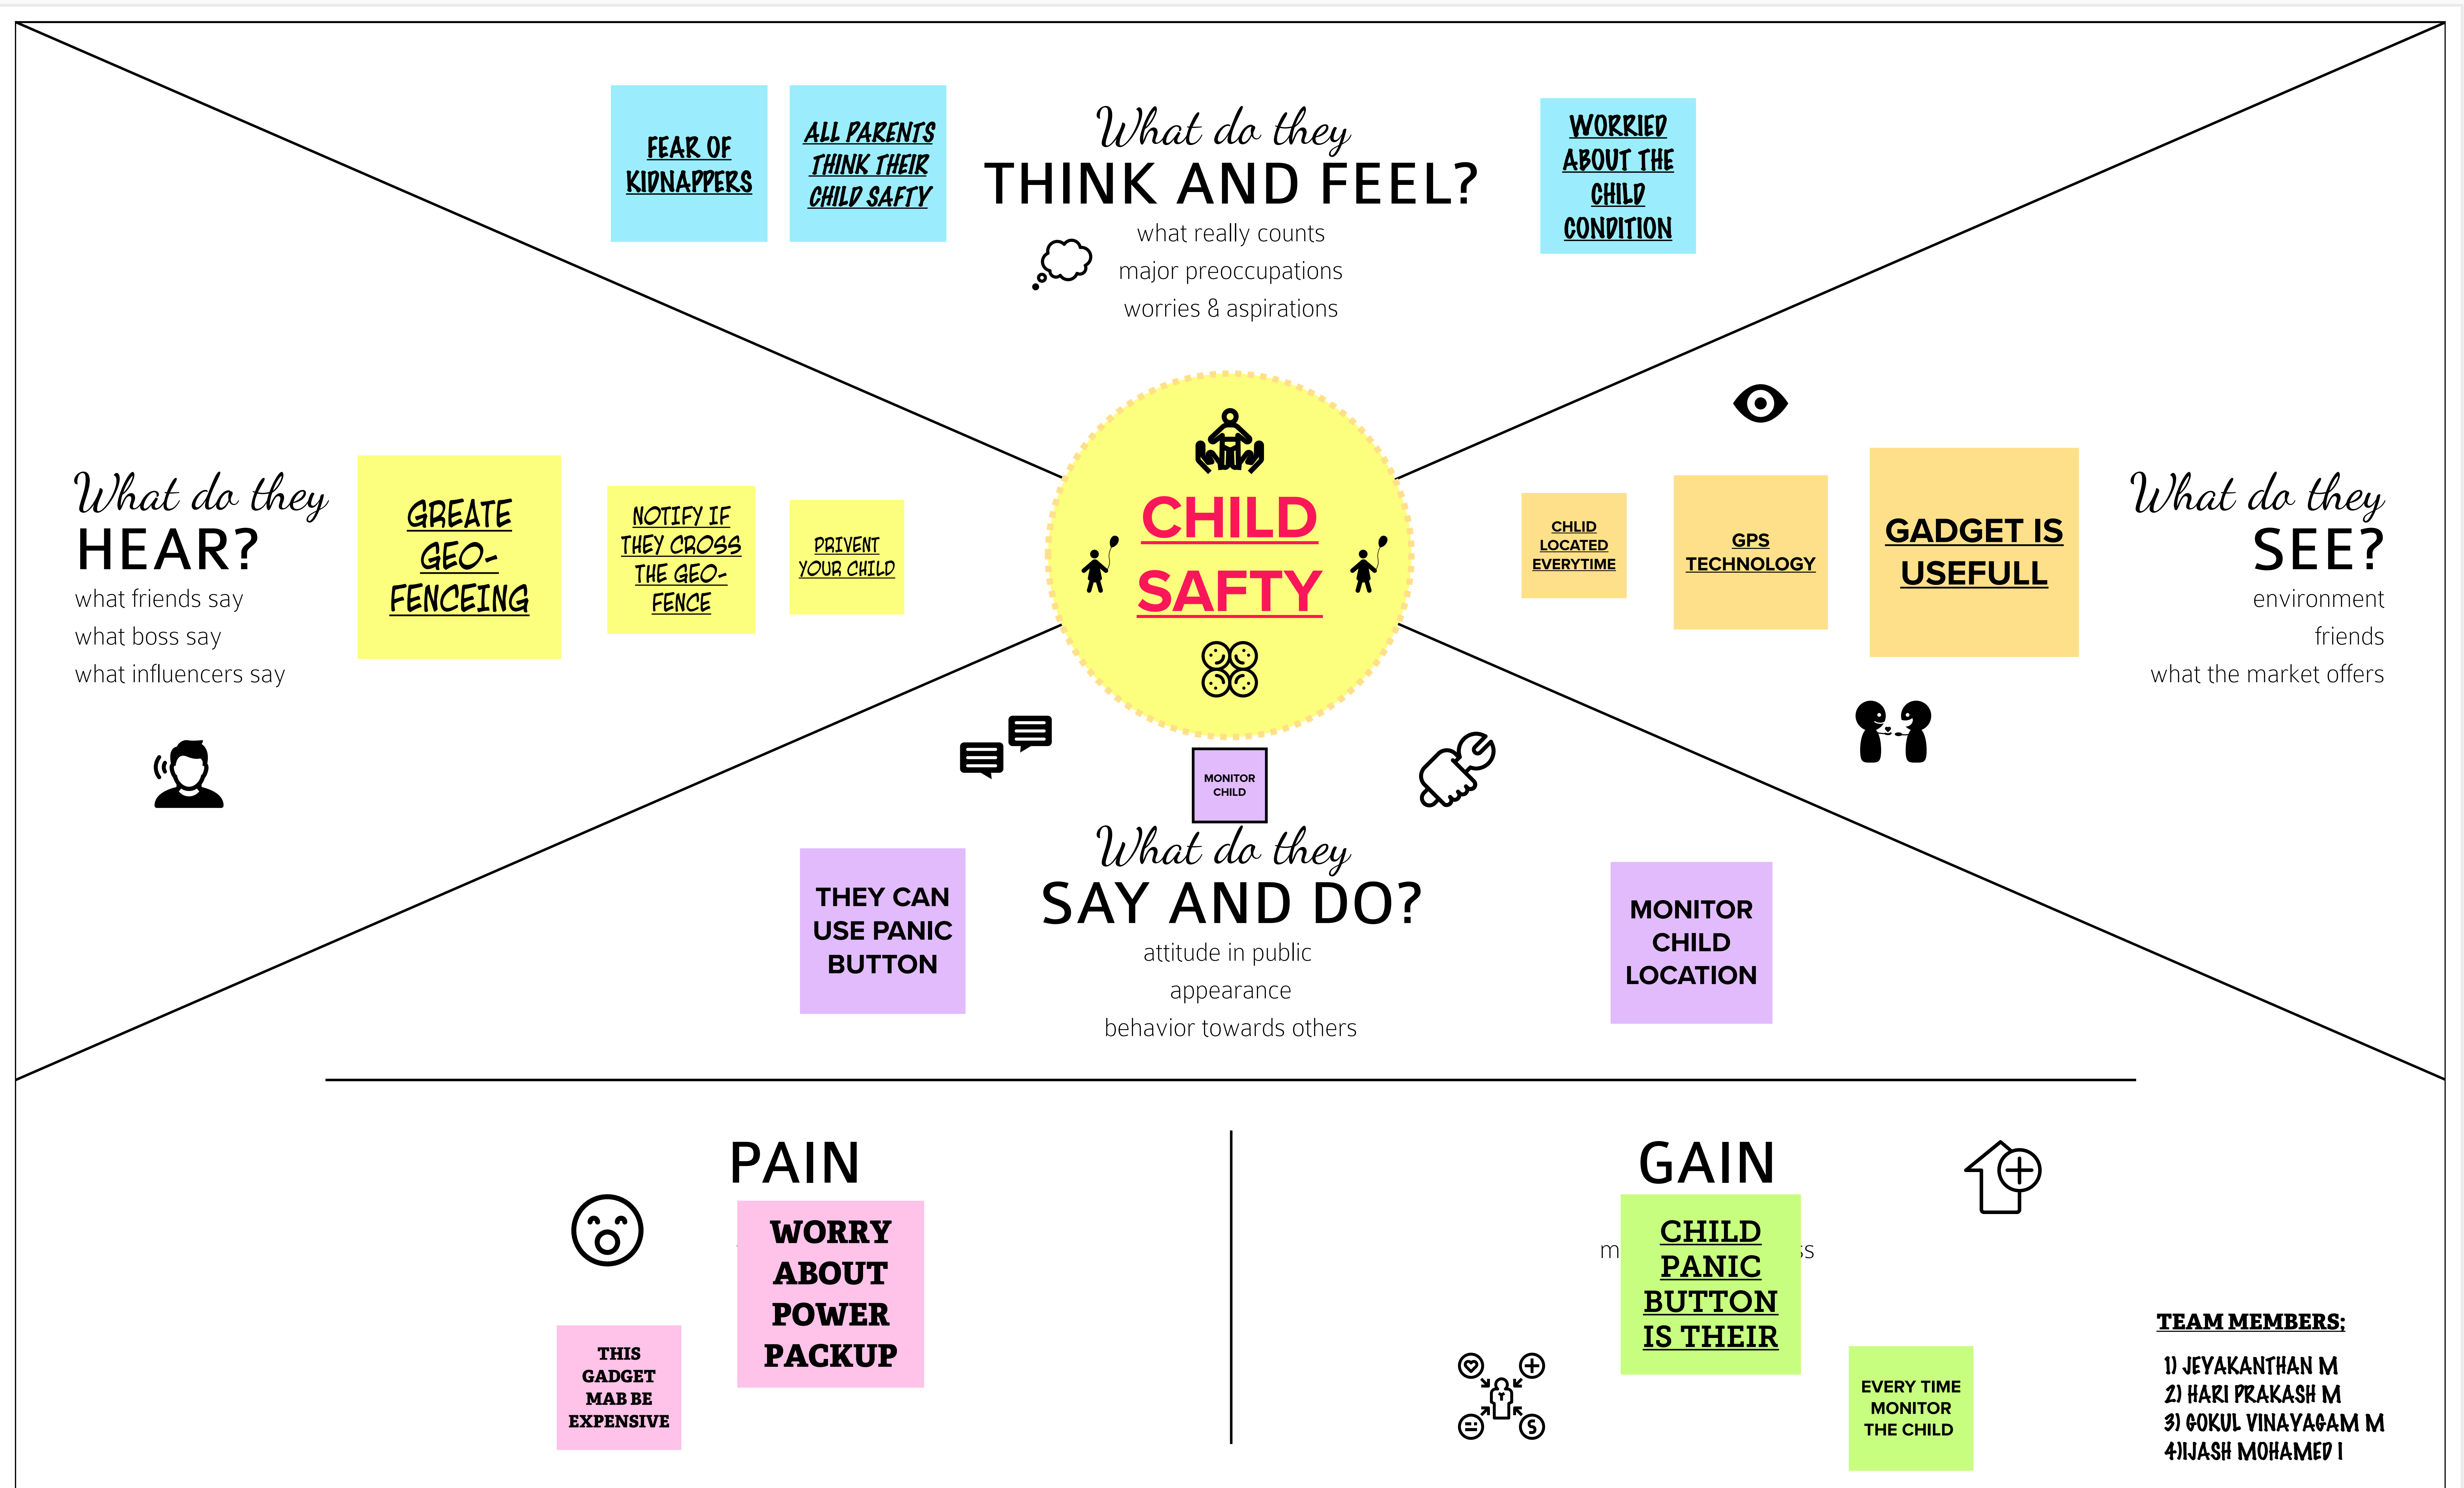 FEAR OF
KIDNAPPERS
ALL PARENTS
THINK THEIR
CHILD SAFTY
What do they
THINK AND FEEL?
what really counts
major preoccupations
worries & aspirations
WORRIED
ABOUT THE
CHILD
CONDITION
What do they
HEAR?
what friends say
what boss say
what influencers say
GREATE
GEO-
FENCEING
NOTIFY IF
THEY CROSS
THE GEO-
FENCE
PRIVENT
YOUR CHILD
CHILD
SAFTY
CHLID
LOCATED
EVERYTIME
GPS
TECHNOLOGY
GADGET IS
USEFULL
What do they
SEE?
environment
friends
what the market offers
MONITOR
CHILD
What do they
SAY AND DO?
attitude in public
appearance
behavior towards others
THEY CAN
USE PANIC
BUTTON
MONITOR
CHILD
LOCATION
PAIN
WORRY
ABOUT
POWER
PACKUP
THIS
GADGET
MAB BE
EXPENSIVE
GAIN
CHILD
PANIC
BUTTON
IS THEIR
EVERY TIME
MONITOR
THE CHILD
TEAM MEMBERS;
1) JEYAKANTHAN M
2) HARI PRAKASH M
3) GOKUL VINAYAGAM M
4)IJASH MOHAMED I